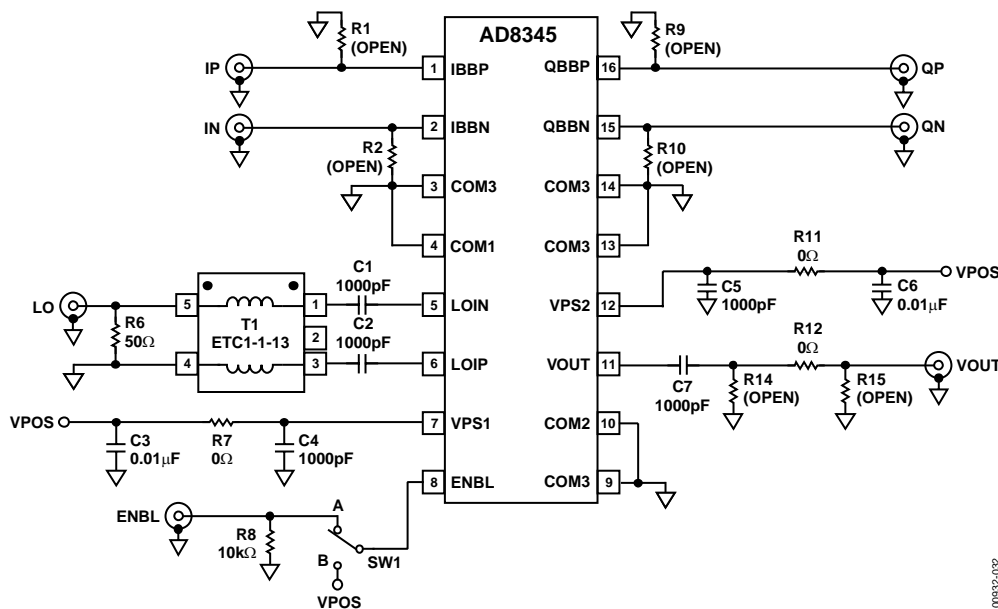 AD8345
R1
(OPEN)
R9
(OPEN)
IP
1
IBBP
QBBP
16
QP
IN
2
IBBN
QBBN
15
QN
R2
(OPEN)
R10
(OPEN)
3
COM3
COM3
14
4
COM1
COM3
13
C1
1000pF
R11
0Ω
LO
5
1
5
LOIN
VPS2
12
C5
1000pF
C6
0.01μF
VPOS
R6
50Ω
T1
ETC1-1-13
2
C2
1000pF
R12
0Ω
4
3
6
LOIP
VOUT
11
C7
1000pF
R14
(OPEN)
R15
(OPEN)
VOUT
VPOS
C3
0.01μF
R7
0Ω
C4
1000pF
7
VPS1
COM2
10
8
ENBL
COM3
9
ENBL
R8
10kΩ
A
B
SW1
VPOS
00932-032